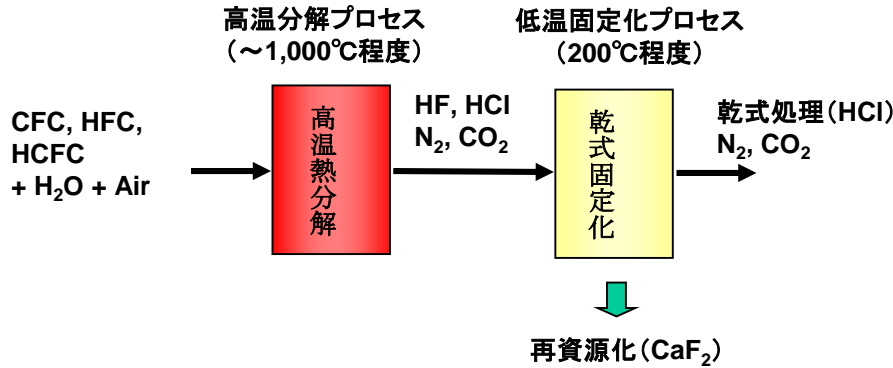 高温分解プロセス
（～1,000℃程度）
低温固定化プロセス
（200℃程度）
CFC, HFC,
HCFC
+ H₂O + Air
高温熱分解
HF, HCl
N₂, CO₂
乾式固定化
乾式処理（HCl）
N₂, CO₂
再資源化（CaF₂）